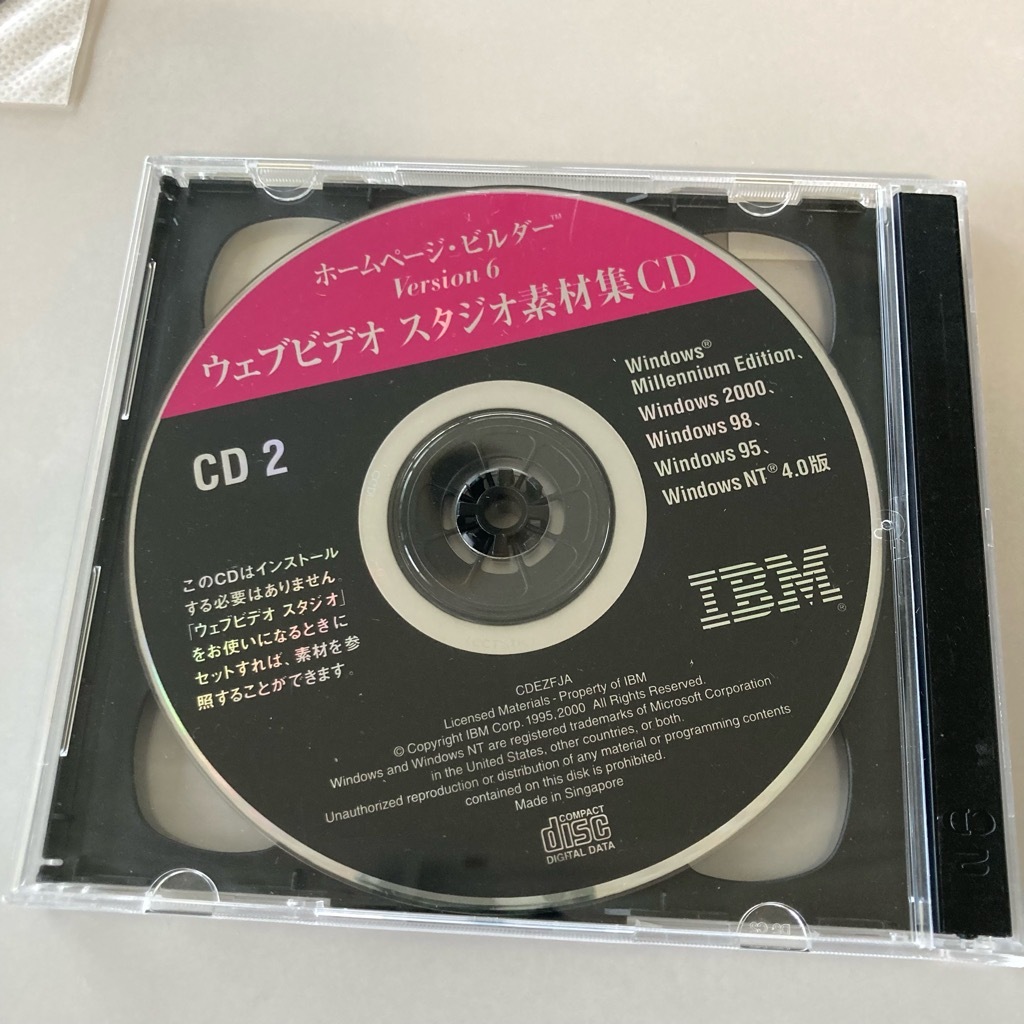 ホームページ・ビルダー™
Version 6
ウェブビデオ スタジオ素材集CD
CD 2
Windows®
Millennium Edition、
Windows 2000、
Windows 98、
Windows 95、
Windows NT® 4.0版
このCDはインストール
する必要はありません。
「ウェブビデオ スタジオ」
をお使いになるときに
セットすれば、素材を参
照することができます。
IBM®
CDEZFJA
Licensed Materials - Property of IBM
© Copyright IBM Corp. 1995,2000 All Rights Reserved.
Windows and Windows NT are registered trademarks of Microsoft Corporation
in the United States, other countries, or both.
Unauthorized reproduction or distribution of any material or programming contents
contained on this disk is prohibited.
Made in Singapore
COMPACT
disc
DIGITAL DATA